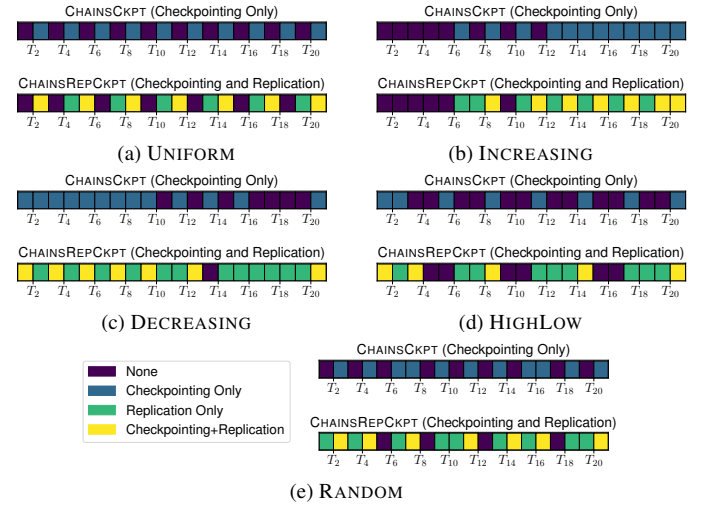 CHAINSCKPT (Checkpointing Only)
T2 T4 T6 T8 T10 T12 T14 T16 T18 T20
CHAINSREPCKPT (Checkpointing and Replication)
T2 T4 T6 T8 T10 T12 T14 T16 T18 T20
(a) UNIFORM
CHAINSCKPT (Checkpointing Only)
T2 T4 T6 T8 T10 T12 T14 T16 T18 T20
CHAINSREPCKPT (Checkpointing and Replication)
T2 T4 T6 T8 T10 T12 T14 T16 T18 T20
(b) INCREASING
CHAINSCKPT (Checkpointing Only)
T2 T4 T6 T8 T10 T12 T14 T16 T18 T20
CHAINSREPCKPT (Checkpointing and Replication)
T2 T4 T6 T8 T10 T12 T14 T16 T18 T20
(c) DECREASING
CHAINSCKPT (Checkpointing Only)
T2 T4 T6 T8 T10 T12 T14 T16 T18 T20
CHAINSREPCKPT (Checkpointing and Replication)
T2 T4 T6 T8 T10 T12 T14 T16 T18 T20
(d) HIGHLOW
None
Checkpointing Only
Replication Only
Checkpointing+Replication
CHAINSCKPT (Checkpointing Only)
T2 T4 T6 T8 T10 T12 T14 T16 T18 T20
CHAINSREPCKPT (Checkpointing and Replication)
T2 T4 T6 T8 T10 T12 T14 T16 T18 T20
(e) RANDOM